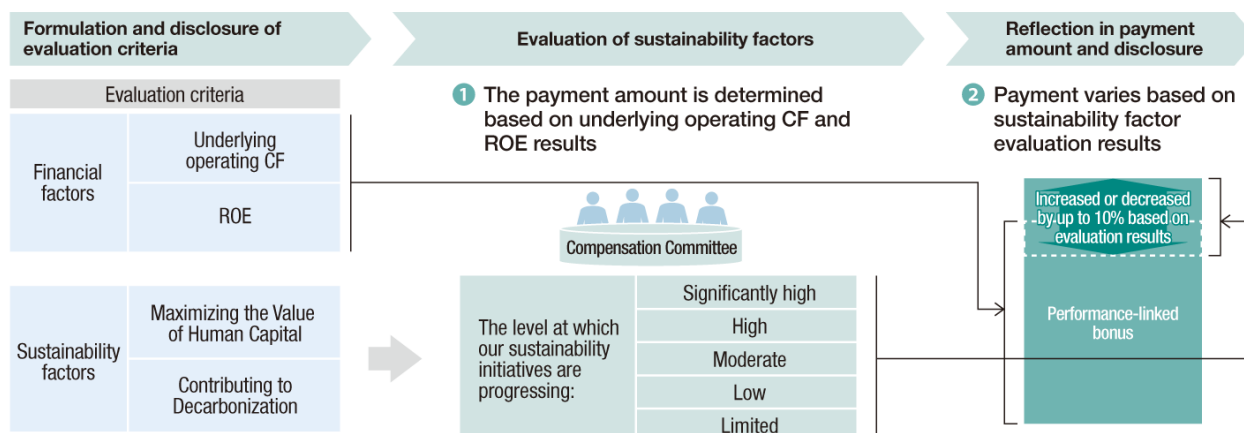 Formulation and disclosure of
evaluation criteria
Evaluation of sustainability factors
Reflection in payment
amount and disclosure
Evaluation criteria
Financial
factors
Underlying
operating CF
ROE
Sustainability
factors
Maximizing the Value
of Human Capital
Contributing to
Decarbonization
1 The payment amount is determined
based on underlying operating CF and
ROE results
Compensation Committee
The level at which
our sustainability
initiatives are
progressing:
Significantly high
High
Moderate
Low
Limited
2 Payment varies based on
sustainability factor
evaluation results
Increased or decreased
by up to 10% based on
evaluation results
Performance-linked
bonus